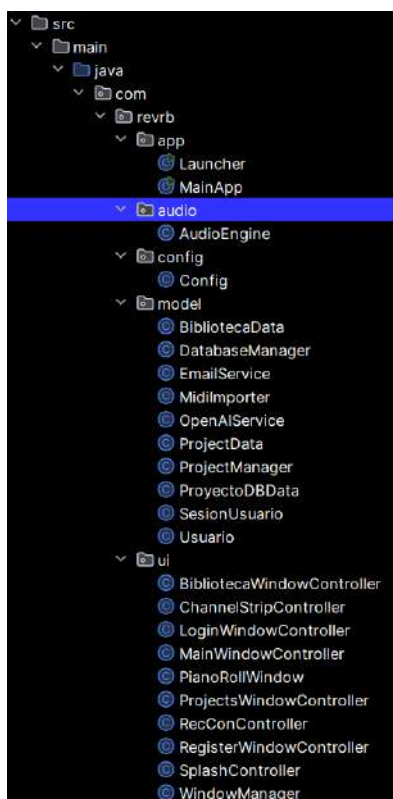 src
main
java
com
revrb
app
Launcher
MainApp
audio
AudioEngine
config
Config
model
BibliotecaData
DatabaseManager
EmailService
MidiImporter
OpenAIService
ProjectData
ProjectManager
ProyectoDBData
SesionUsuario
Usuario
ui
BibliotecaWindowController
ChannelStripController
LoginWindowController
MainWindowController
PianoRollWindow
ProjectsWindowController
RecConController
RegisterWindowController
SplashController
WindowManager